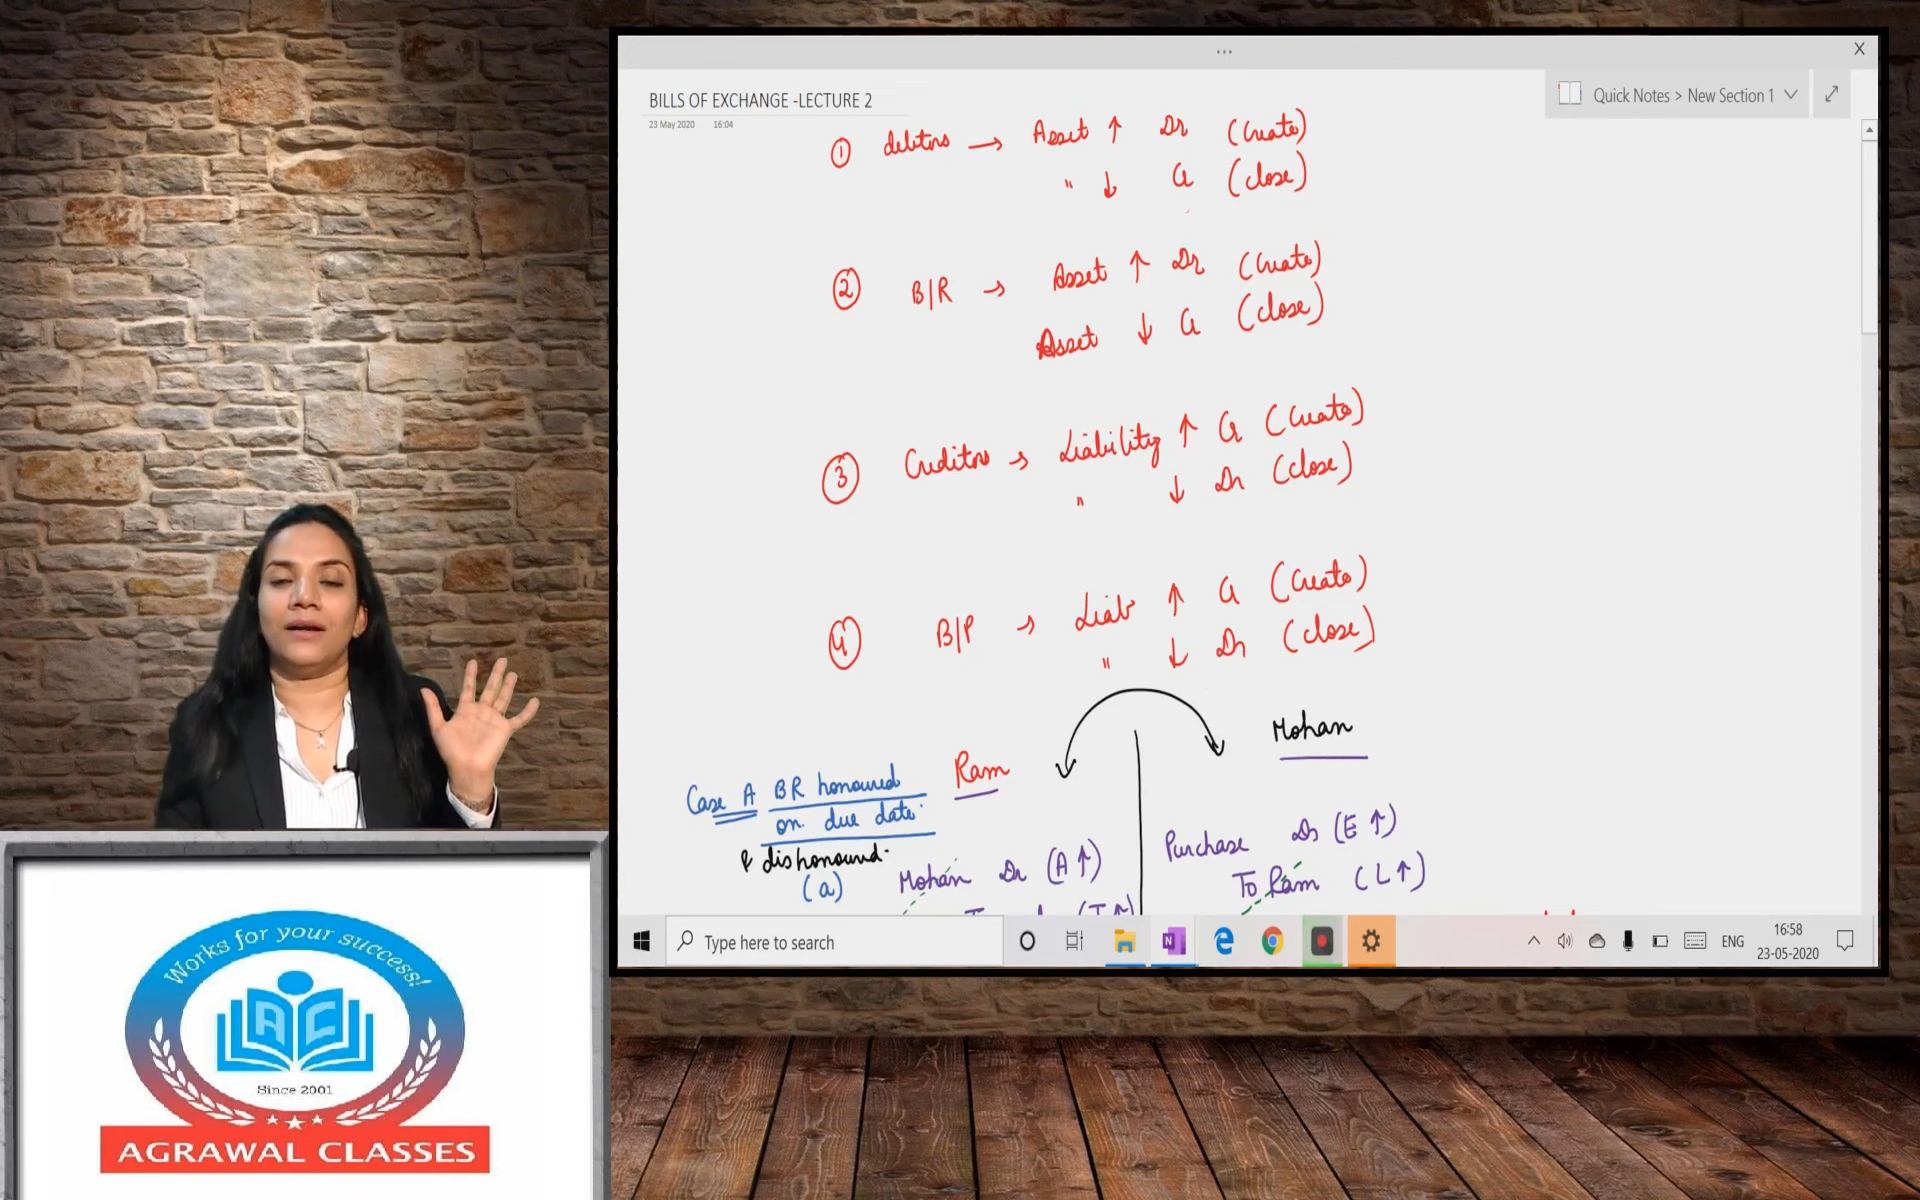 BILLS OF EXCHANGE -LECTURE 2
23 May 2020 16:04
Quick Notes > New Section 1
① debtors → Asset ↑ Dr (Create)
" ↓ Cr (close)
② B/R → Asset ↑ Dr (Create)
Asset ↓ Cr (close)
③ Creditors → Liability ↑ Cr (Create)
" ↓ Dr (close)
④ B/P → Liab ↑ Cr (Create)
" ↓ Dr (close)
Mohan
Ram
Case A BR honoured
on due date
& dishonoured
(a)
Mohan Dr (A↑)
Purchase Dr (E↑)
To Ram (L↑)
Type here to search
ENG
16:58
23-05-2020
Works for your success!
AC
Since 2001
AGRAWAL CLASSES